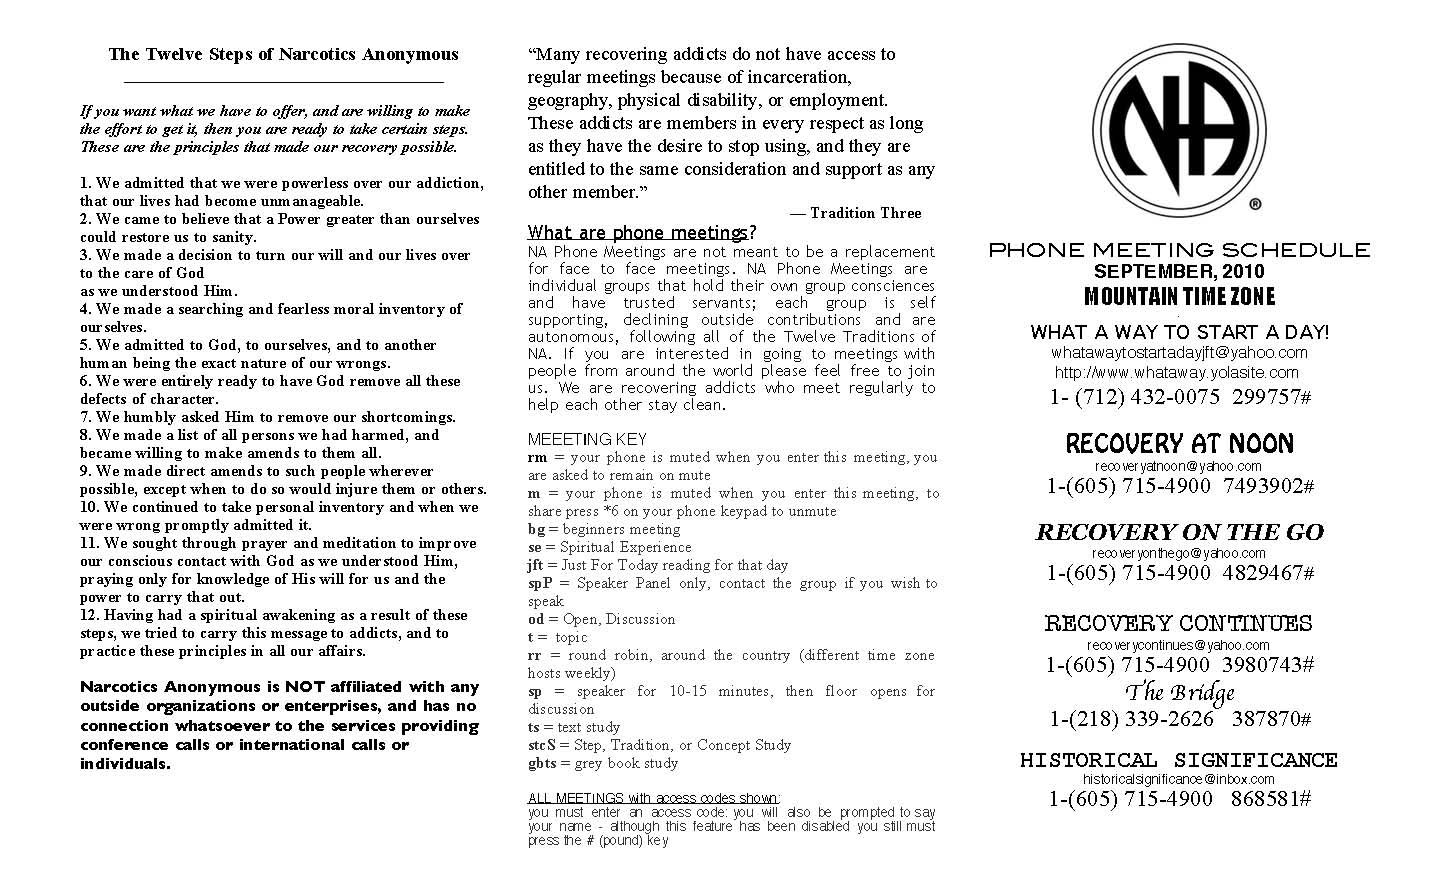 The Twelve Steps of Narcotics Anonymous
If you want what we have to offer, and are willing to make
the effort to get it, then you are ready to take certain steps.
These are the principles that made our recovery possible.
1. We admitted that we were powerless over our addiction,
that our lives had become unmanageable.
2. We came to believe that a Power greater than ourselves
could restore us to sanity.
3. We made a decision to turn our will and our lives over
to the care of God
as we understood Him.
4. We made a searching and fearless moral inventory of
ourselves.
5. We admitted to God, to ourselves, and to another
human being the exact nature of our wrongs.
6. We were entirely ready to have God remove all these
defects of character.
7. We humbly asked Him to remove our shortcomings.
8. We made a list of all persons we had harmed, and
became willing to make amends to them all.
9. We made direct amends to such people wherever
possible, except when to do so would injure them or others.
10. We continued to take personal inventory and when we
were wrong promptly admitted it.
11. We sought through prayer and meditation to improve
our conscious contact with God as we understood Him,
praying only for knowledge of His will for us and the
power to carry that out.
12. Having had a spiritual awakening as a result of these
steps, we tried to carry this message to addicts, and to
practice these principles in all our affairs.
Narcotics Anonymous is NOT affiliated with any
outside organizations or enterprises, and has no
connection whatsoever to the services providing
conference calls or international calls or
individuals.
“Many recovering addicts do not have access to
regular meetings because of incarceration,
geography, physical disability, or employment.
These addicts are members in every respect as long
as they have the desire to stop using, and they are
entitled to the same consideration and support as any
other member.”
— Tradition Three
What are phone meetings?
NA Phone Meetings are not meant to be a replacement
for face to face meetings. NA Phone Meetings are
individual groups that hold their own group consciences
and have trusted servants; each group is self
supporting, declining outside contributions and are
autonomous, following all of the Twelve Traditions of
NA. If you are interested in going to meetings with
people from around the world please feel free to join
us. We are recovering addicts who meet regularly to
help each other stay clean.
MEEETING KEY
rm = your phone is muted when you enter this meeting, you
are asked to remain on mute
m = your phone is muted when you enter this meeting, to
share press *6 on your phone keypad to unmute
bg = beginners meeting
se = Spiritual Experience
jft = Just For Today reading for that day
spP = Speaker Panel only, contact the group if you wish to
speak
od = Open, Discussion
t = topic
rr = round robin, around the country (different time zone
hosts weekly)
sp = speaker for 10-15 minutes, then floor opens for
discussion
ts = text study
stcS = Step, Tradition, or Concept Study
gbts = grey book study
ALL MEETINGS with access codes shown:
you must enter an access code: you will also be prompted to say
your name - although this feature has been disabled you still must
press the # (pound) key
NA
®
PHONE MEETING SCHEDULE
SEPTEMBER, 2010
MOUNTAIN TIME ZONE
WHAT A WAY TO START A DAY!
whatawaytostartadayjft@yahoo.com
http://www.whataway.yolasite.com
1- (712) 432-0075 299757#
RECOVERY AT NOON
recoveryatnoon@yahoo.com
1-(605) 715-4900 7493902#
RECOVERY ON THE GO
recoveryonthego@yahoo.com
1-(605) 715-4900 4829467#
RECOVERY CONTINUES
recoverycontinues@yahoo.com
1-(605) 715-4900 3980743#
The Bridge
1-(218) 339-2626 387870#
HISTORICAL SIGNIFICANCE
historicalsignificance@inbox.com
1-(605) 715-4900 868581#